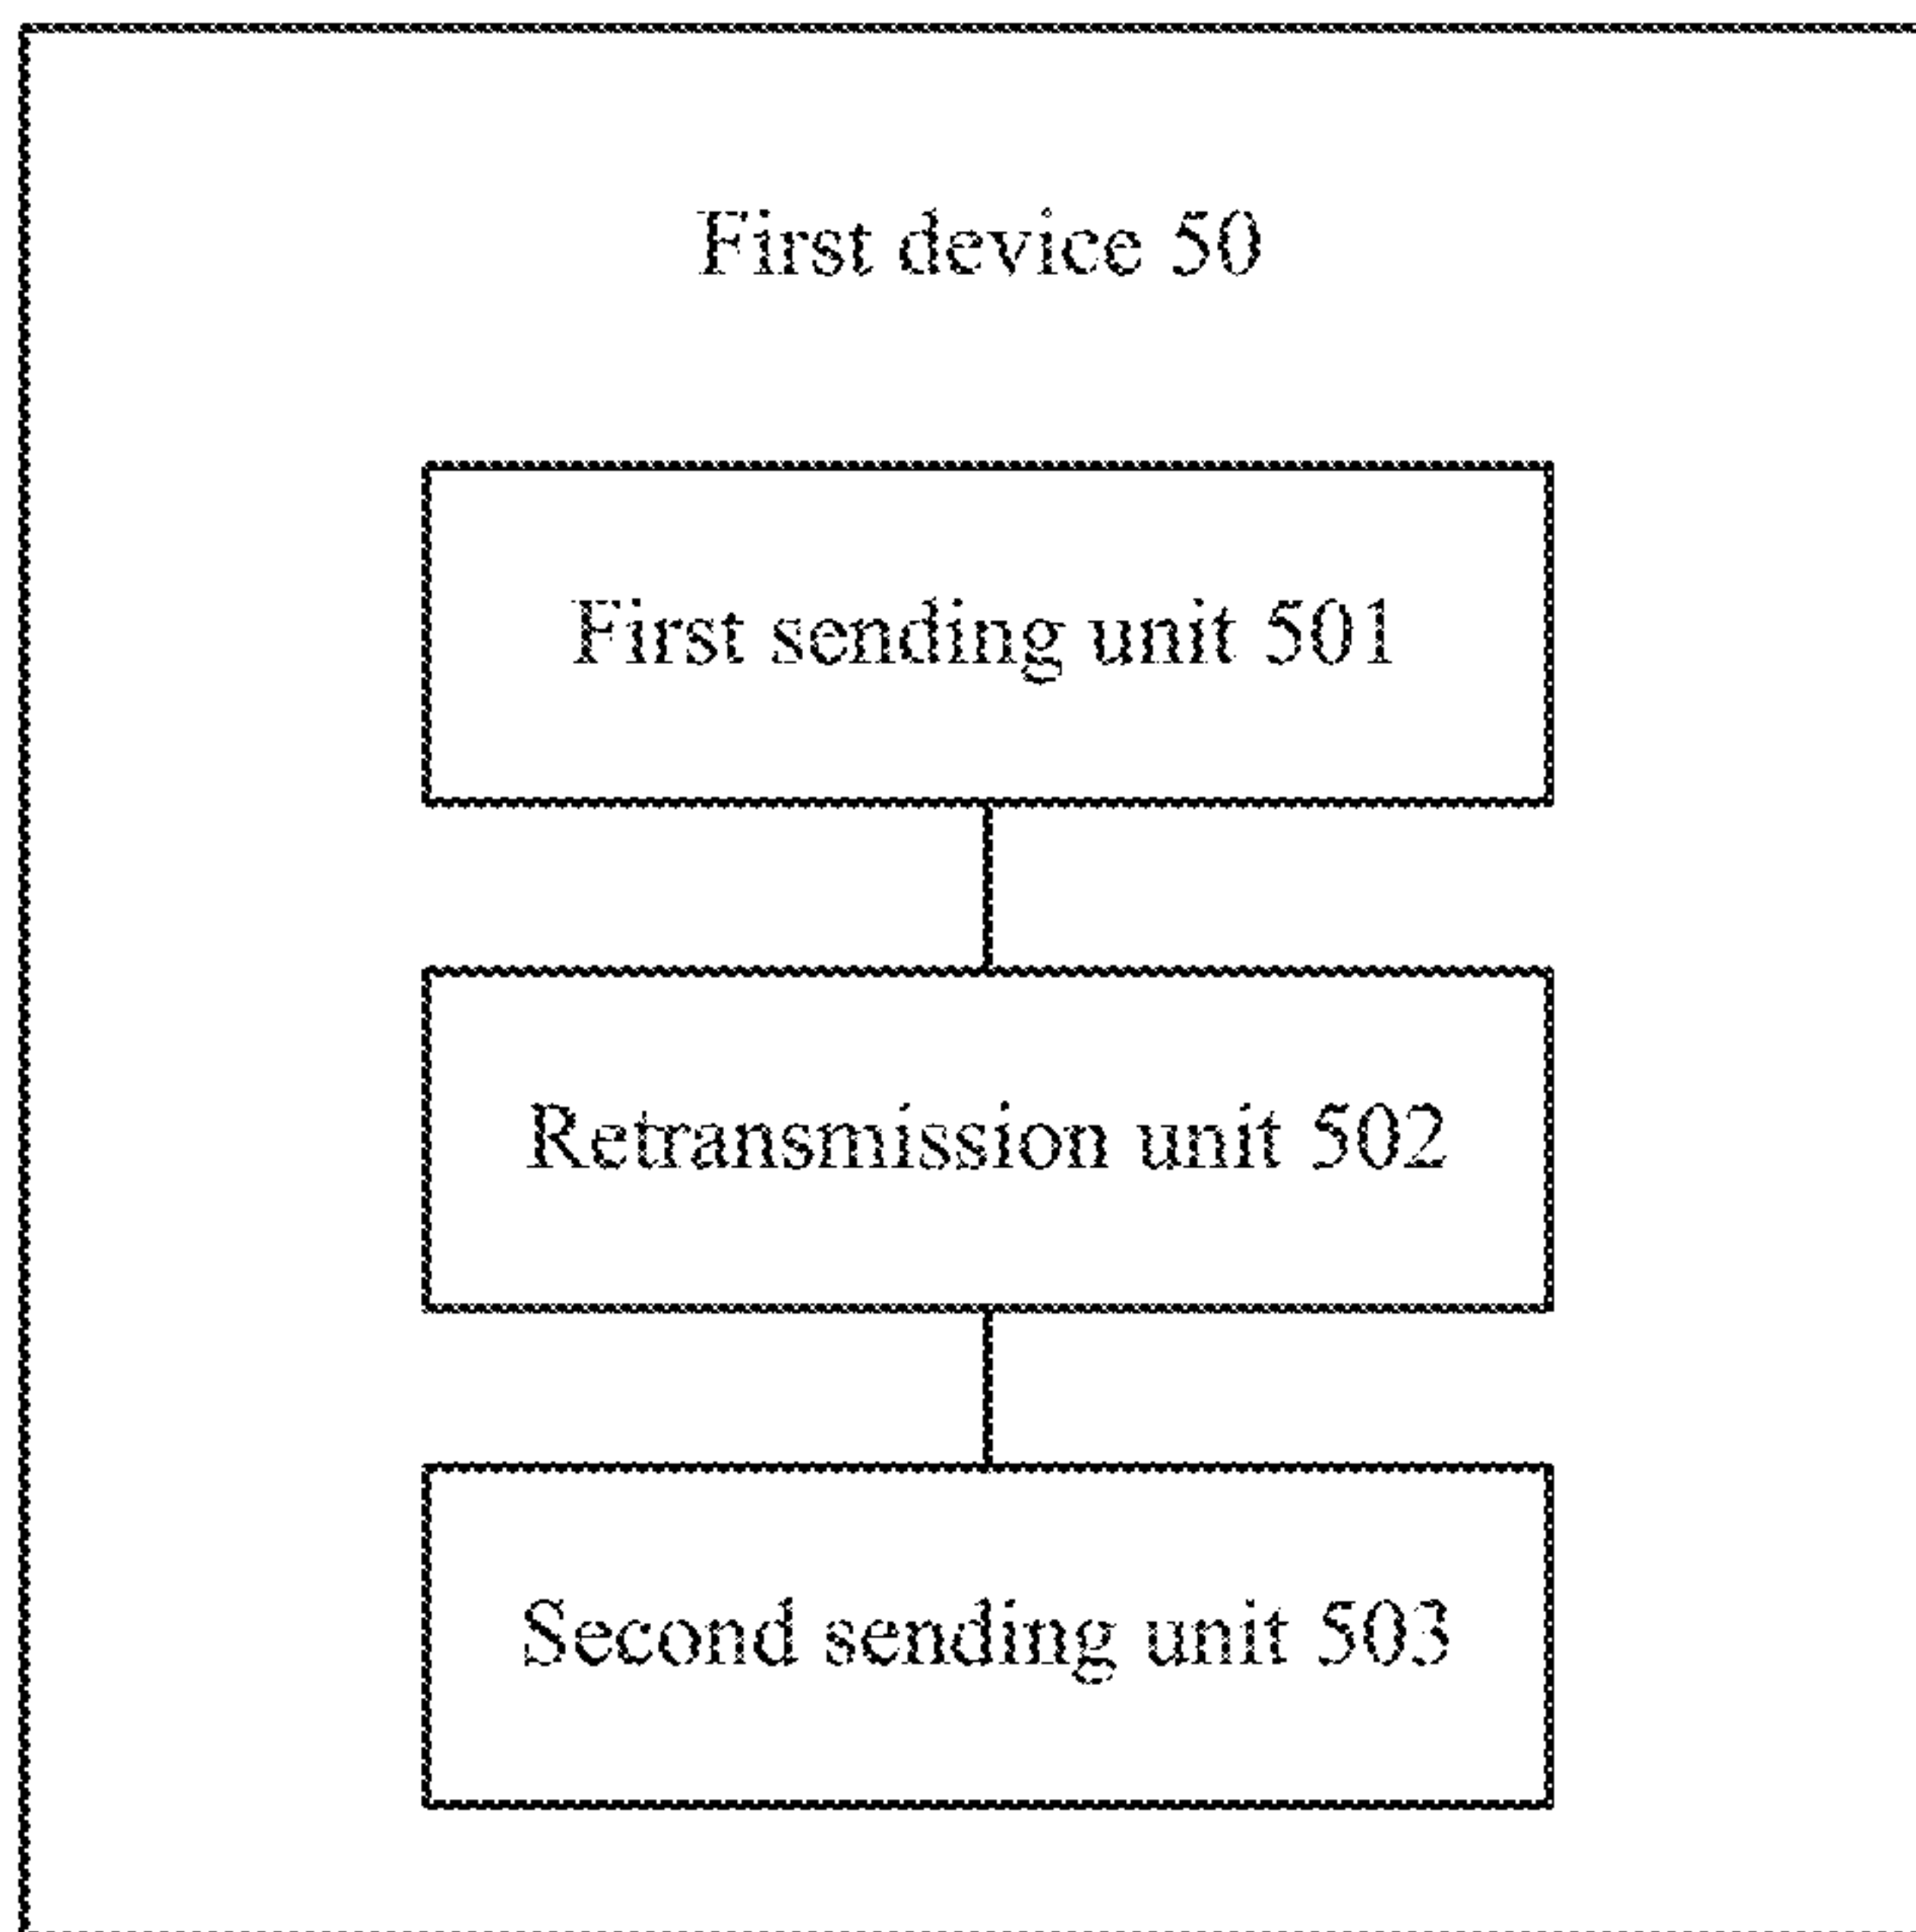 First device 50
First sending unit 501
Retransmission unit 502
Second sending unit 503